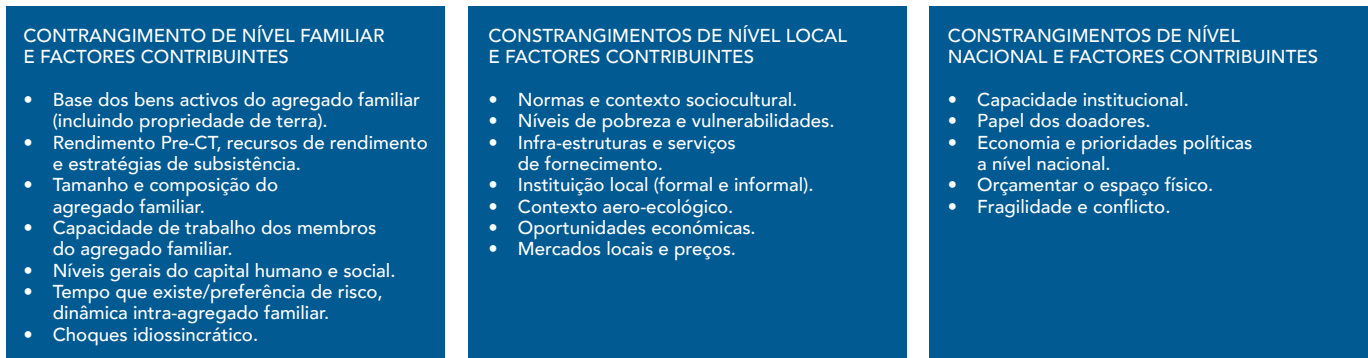 CONTRANGIMENTO DE NÍVEL FAMILIAR
E FACTORES CONTRIBUINTES
• Base dos bens activos do agregado familiar
(incluindo propriedade de terra).
• Rendimento Pre-CT, recursos de rendimento
e estratégias de subsistência.
• Tamanho e composição do
agregado familiar.
• Capacidade de trabalho dos membros
do agregado familiar.
• Níveis gerais do capital humano e social.
• Tempo que existe/preferência de risco,
dinâmica intra-agregado familiar.
• Choques idiossincrático.
CONSTRANGIMENTOS DE NÍVEL LOCAL
E FACTORES CONTRIBUINTES
• Normas e contexto sociocultural.
• Níveis de pobreza e vulnerabilidades.
• Infra-estruturas e serviços
de fornecimento.
• Instituição local (formal e informal).
• Contexto aero-ecológico.
• Oportunidades económicas.
• Mercados locais e preços.
CONSTRANGIMENTOS DE NÍVEL
NACIONAL E FACTORES CONTRIBUINTES
• Capacidade institucional.
• Papel dos doadores.
• Economia e prioridades políticas
a nível nacional.
• Orçamentar o espaço físico.
• Fragilidade e conflicto.